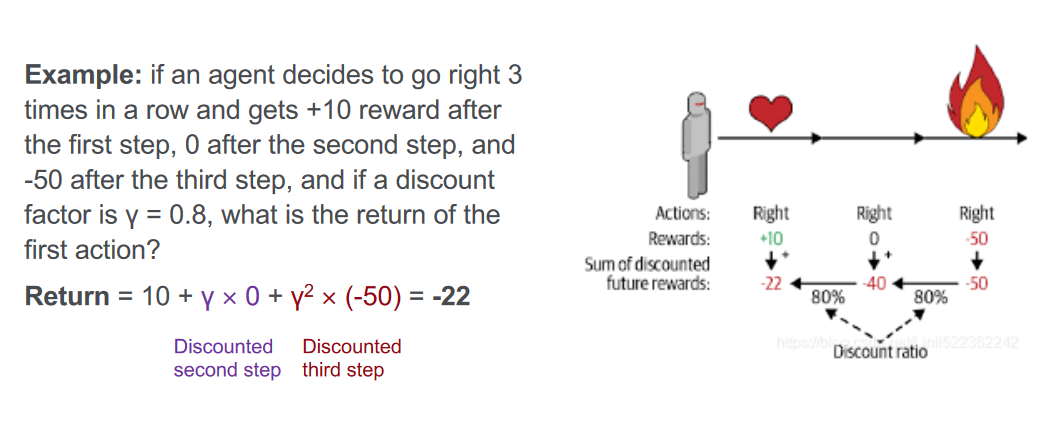 Example: if an agent decides to go right 3
times in a row and gets +10 reward after
the first step, 0 after the second step, and
-50 after the third step, and if a discount
factor is γ = 0.8, what is the return of the
first action?
Return = 10 + γ × 0 + γ² × (-50) = -22
Discounted Discounted
second step third step
Actions: Right Right Right
Rewards: +10 0 -50
+ +
Sum of discounted
future rewards: -22 -40 -50
80% 80%
Discount ratio